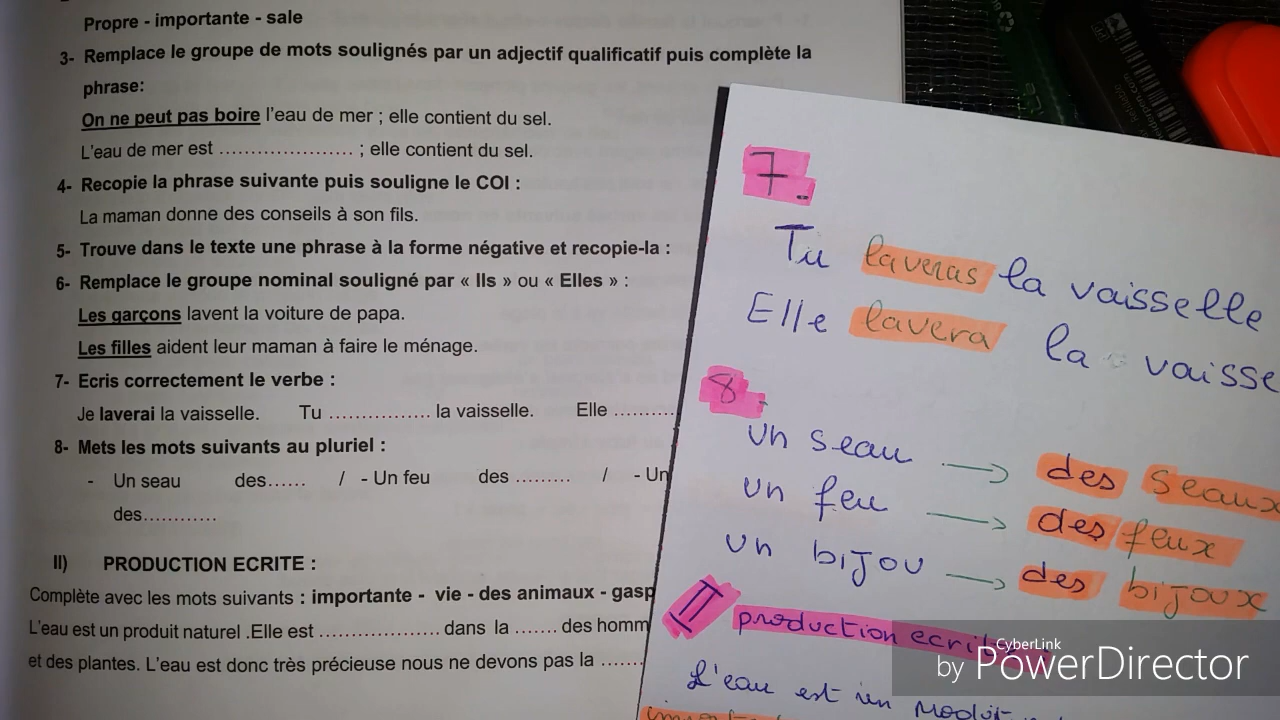 Propre - importante - sale
3- Remplace le groupe de mots soulignés par un adjectif qualificatif puis complète la
phrase:
On ne peut pas boire l'eau de mer ; elle contient du sel.
L'eau de mer est ..................... ; elle contient du sel.
4- Recopie la phrase suivante puis souligne le COI :
La maman donne des conseils à son fils.
5- Trouve dans le texte une phrase à la forme négative et recopie-la :
6- Remplace le groupe nominal souligné par « Ils » ou « Elles » :
Les garçons lavent la voiture de papa.
Les filles aident leur maman à faire le ménage.
7- Ecris correctement le verbe :
Je laverai la vaisselle. Tu ................ la vaisselle. Elle ..........
8- Mets les mots suivants au pluriel :
- Un seau des...... / - Un feu des ......... / - Un
des............
II) PRODUCTION ECRITE :
Complète avec les mots suivants : importante - vie - des animaux - gasp
L'eau est un produit naturel .Elle est .................... dans la ....... des homm
et des plantes. L'eau est donc très précieuse nous ne devons pas la .......
7.
Tu laveras la vaisselle
Elle lavera la vaisse
8.
un seau → des seaux
un feu → des feux
un bijou → des bijoux
II production ecrite
L'eau est un
by CyberLink PowerDirector